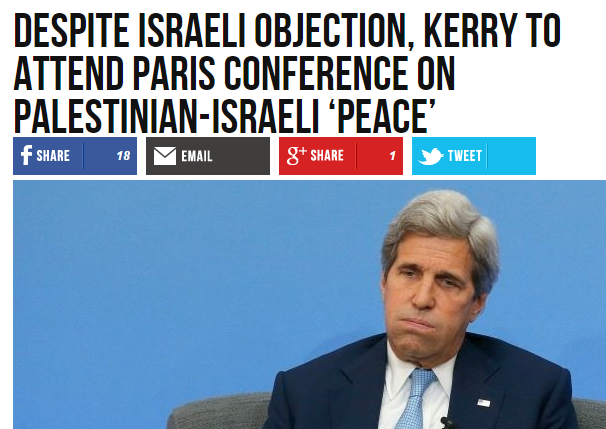 DESPITE ISRAELI OBJECTION, KERRY TO
ATTEND PARIS CONFERENCE ON
PALESTINIAN-ISRAELI ‘PEACE’
f SHARE 18 EMAIL g+ SHARE 1 TWEET